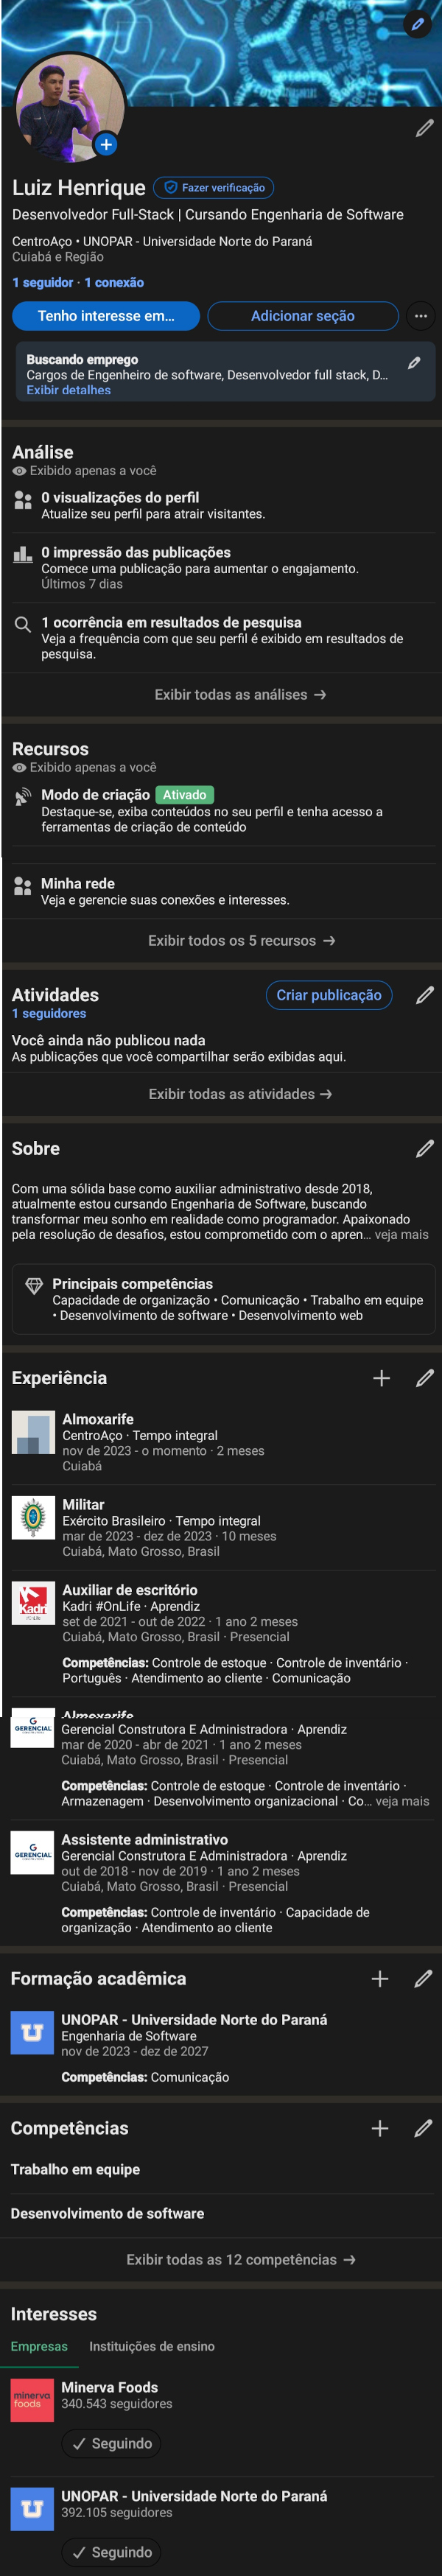 Luiz Henrique
Fazer verificação
Desenvolvedor Full-Stack | Cursando Engenharia de Software
CentroAço • UNOPAR - Universidade Norte do Paraná
Cuiabá e Região
1 seguidor · 1 conexão
Tenho interesse em...
Adicionar seção
Buscando emprego
Cargos de Engenheiro de software, Desenvolvedor full stack, D...
Exibir detalhes
Análise
Exibido apenas a você
0 visualizações do perfil
Atualize seu perfil para atrair visitantes.
0 impressão das publicações
Comece uma publicação para aumentar o engajamento.
Últimos 7 dias
1 ocorrência em resultados de pesquisa
Veja a frequência com que seu perfil é exibido em resultados de
pesquisa.
Exibir todas as análises →
Recursos
Exibido apenas a você
Modo de criação Ativado
Destaque-se, exiba conteúdos no seu perfil e tenha acesso a
ferramentas de criação de conteúdo
Minha rede
Veja e gerencie suas conexões e interesses.
Exibir todos os 5 recursos →
Atividades
Criar publicação
1 seguidores
Você ainda não publicou nada
As publicações que você compartilhar serão exibidas aqui.
Exibir todas as atividades →
Sobre
Com uma sólida base como auxiliar administrativo desde 2018,
atualmente estou cursando Engenharia de Software, buscando
transformar meu sonho em realidade como programador. Apaixonado
pela resolução de desafios, estou comprometido com o apren... veja mais
Principais competências
Capacidade de organização • Comunicação • Trabalho em equipe
• Desenvolvimento de software • Desenvolvimento web
Experiência
Almoxarife
CentroAço · Tempo integral
nov de 2023 - o momento · 2 meses
Cuiabá
Militar
Exército Brasileiro · Tempo integral
mar de 2023 - dez de 2023 · 10 meses
Cuiabá, Mato Grosso, Brasil
Kadri
Auxiliar de escritório
Kadri #OnLife · Aprendiz
set de 2021 - out de 2022 · 1 ano 2 meses
Cuiabá, Mato Grosso, Brasil · Presencial
Competências: Controle de estoque · Controle de inventário ·
Português · Atendimento ao cliente · Comunicação
Almoxarife
GERENCIAL
Gerencial Construtora E Administradora · Aprendiz
mar de 2020 - abr de 2021 · 1 ano 2 meses
Cuiabá, Mato Grosso, Brasil · Presencial
Competências: Controle de estoque · Controle de inventário ·
Armazenagem · Desenvolvimento organizacional · Co... veja mais
GERENCIAL
Assistente administrativo
Gerencial Construtora E Administradora · Aprendiz
out de 2018 - nov de 2019 · 1 ano 2 meses
Cuiabá, Mato Grosso, Brasil · Presencial
Competências: Controle de inventário · Capacidade de
organização · Atendimento ao cliente
Formação acadêmica
UNOPAR - Universidade Norte do Paraná
Engenharia de Software
nov de 2023 - dez de 2027
Competências: Comunicação
Competências
Trabalho em equipe
Desenvolvimento de software
Exibir todas as 12 competências →
Interesses
Empresas
Instituições de ensino
minerva
foods
Minerva Foods
340.543 seguidores
Seguindo
UNOPAR - Universidade Norte do Paraná
392.105 seguidores
Seguindo